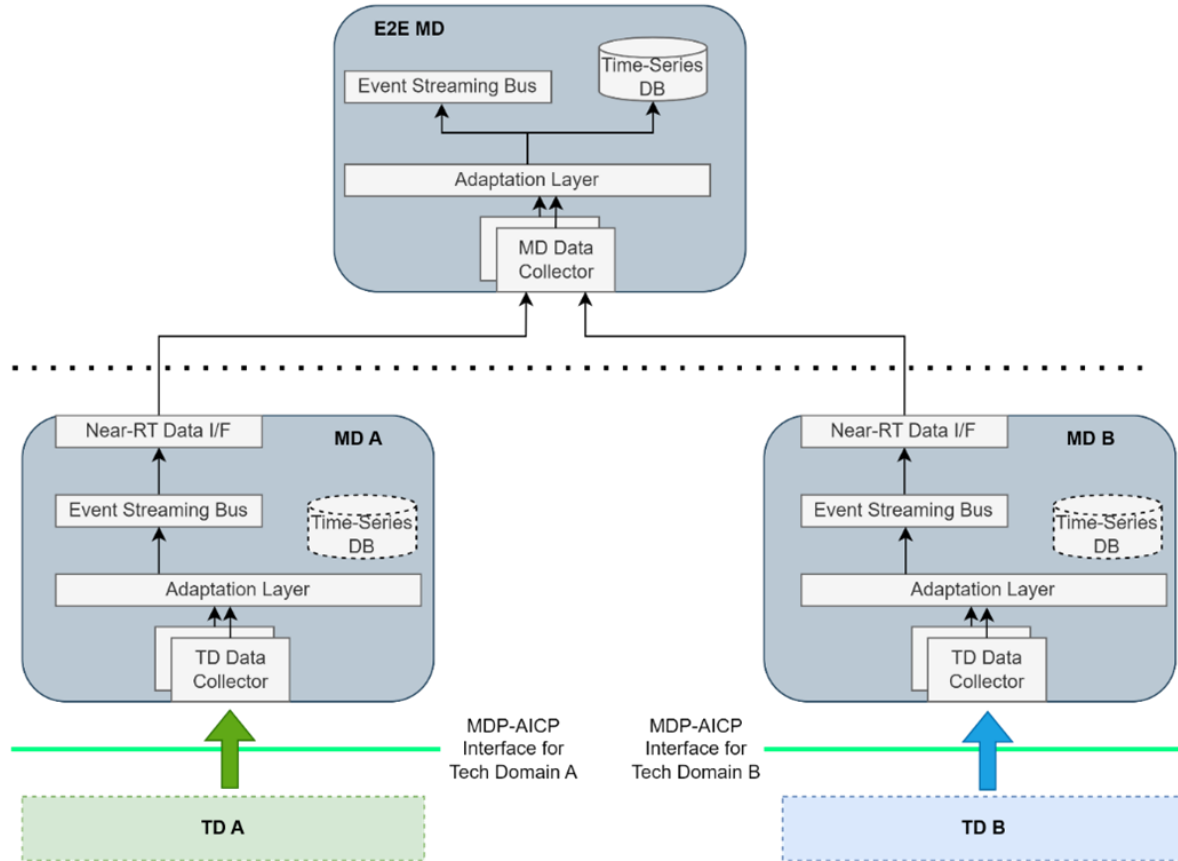 E2E MD
Event Streaming Bus
Time-Series
DB
Adaptation Layer
MD Data
Collector
Near-RT Data I/F
MD A
Event Streaming Bus
Time-Series
DB
Adaptation Layer
TD Data
Collector
Near-RT Data I/F
MD B
Event Streaming Bus
Time-Series
DB
Adaptation Layer
TD Data
Collector
MDP-AICP
Interface for
Tech Domain A
MDP-AICP
Interface for
Tech Domain B
TD A
TD B